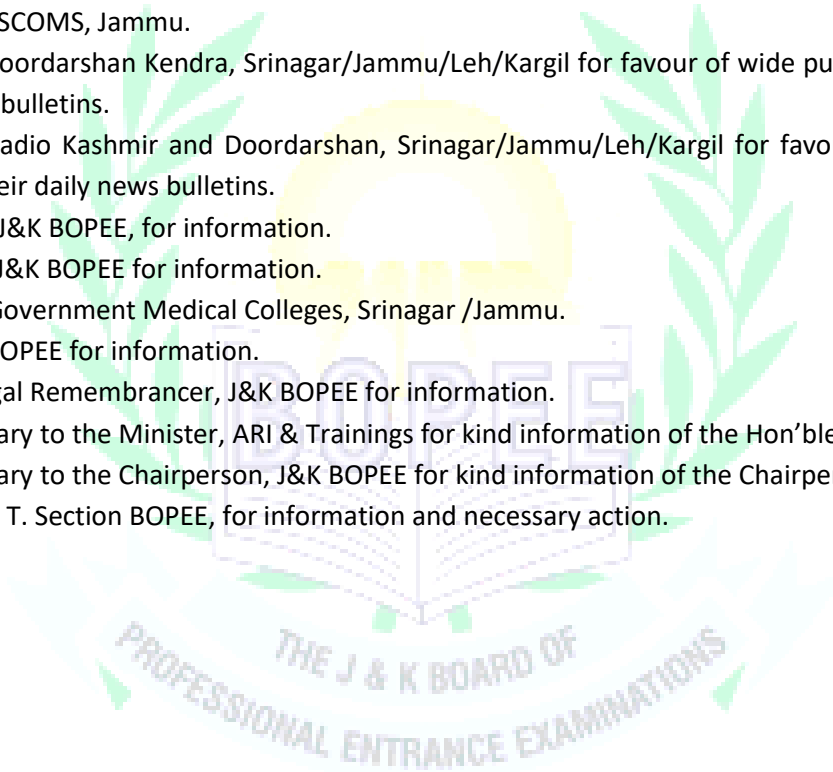 SCOMS, Jammu.
oordarshan Kendra, Srinagar/Jammu/Leh/Kargil for favour of wide pu
bulletins.
adio Kashmir and Doordarshan, Srinagar/Jammu/Leh/Kargil for favo
eir daily news bulletins.
J&K BOPEE, for information.
J&K BOPEE for information.
Government Medical Colleges, Srinagar /Jammu.
OPEE for information.
gal Remembrancer, J&K BOPEE for information.
ary to the Minister, ARI & Trainings for kind information of the Hon’ble
ary to the Chairperson, J&K BOPEE for kind information of the Chairper
T. Section BOPEE, for information and necessary action.
BOPEE
THE J & K BOARD OF
PROFESSIONAL ENTRANCE EXAMINATIONS